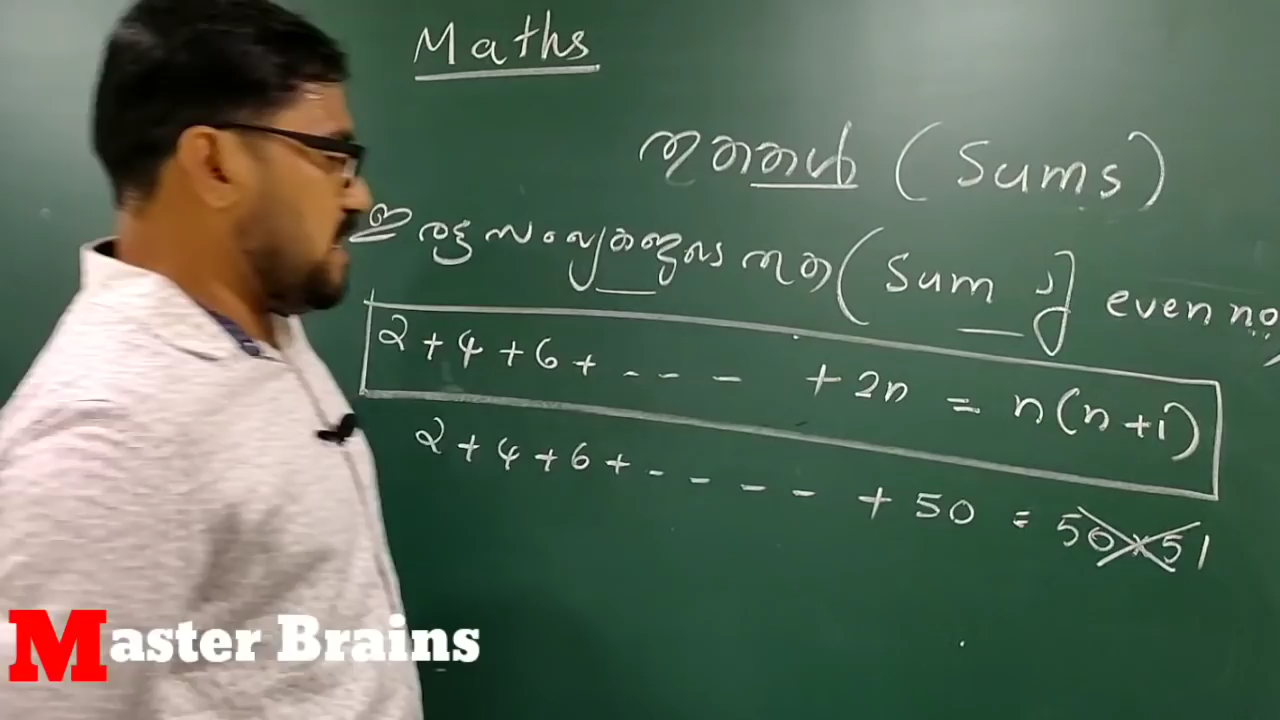 Maths
തുകകൾ (Sums)
ഇരട്ടസംഖ്യകളുടെ തുക (Sum of even no
2 + 4 + 6 + - - - + 2n = n(n+1)
2 + 4 + 6 + - - - - - + 50 = 50 x 51
Master Brains